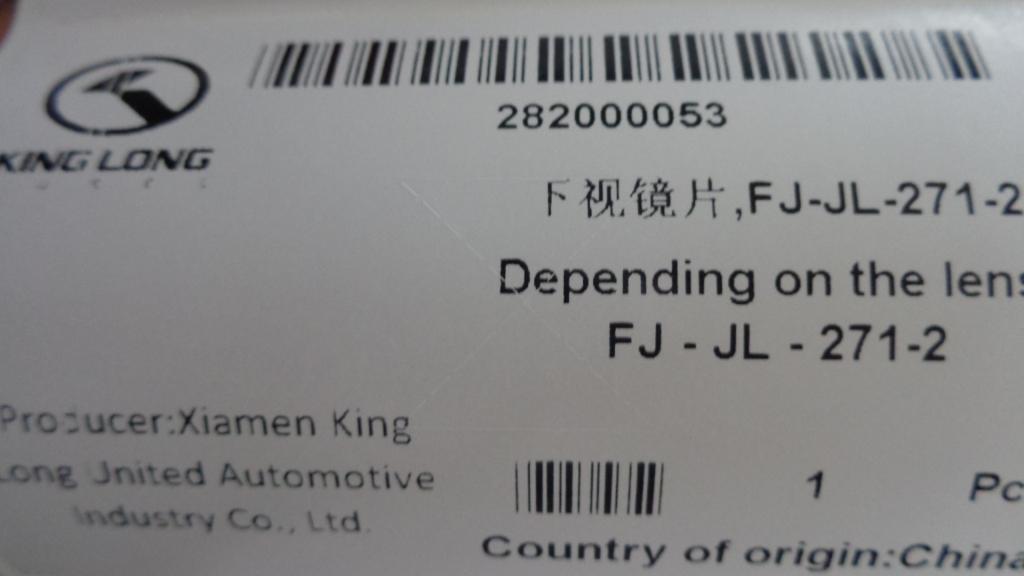 KING LONG
282000053
下视镜片,FJ-JL-271-2
Depending on the lens
FJ - JL - 271-2
Producer:Xiamen King
Long United Automotive
Industry Co., Ltd.
1 Pc
Country of origin:China